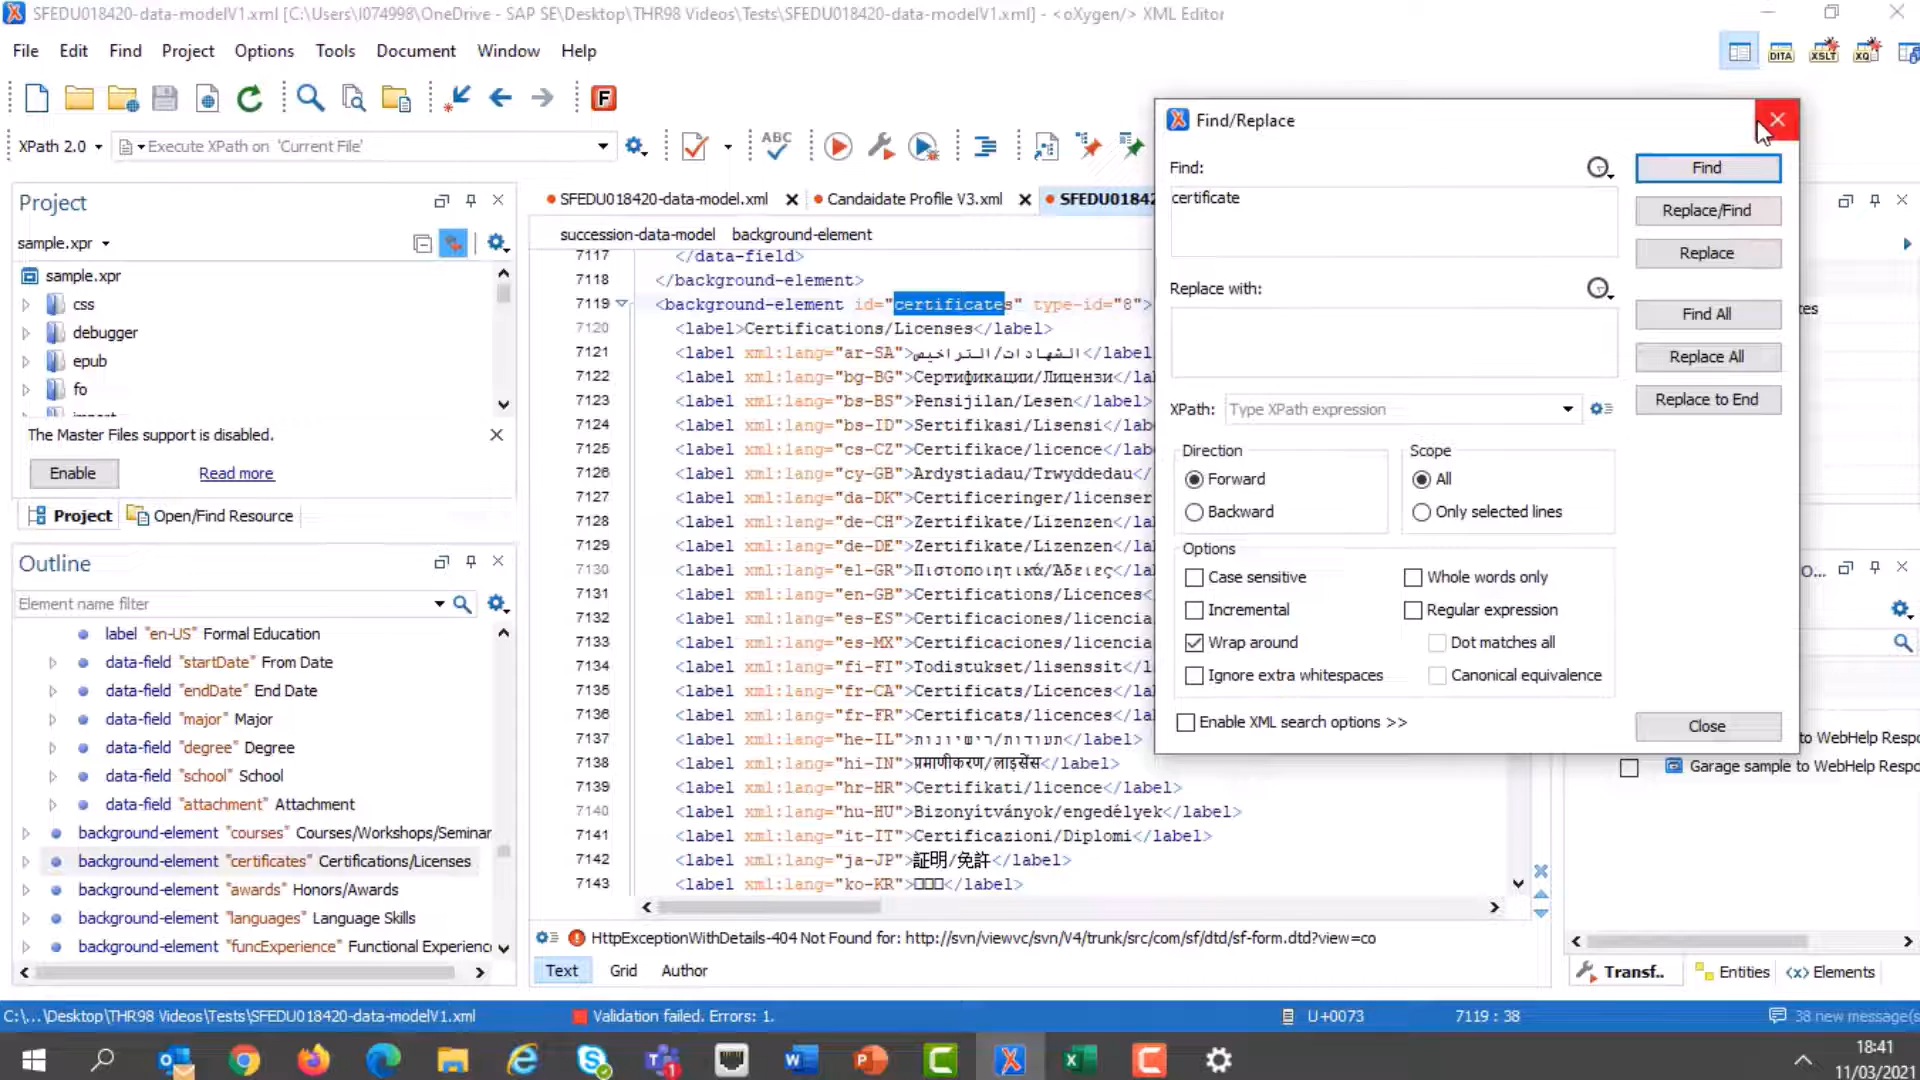 SFEDU018420-data-modelV1.xml [C:\Users\I074998\OneDrive - SAP SE\Desktop\THR98 Videos\Tests\SFEDU018420-data-modelV1.xml] - <oXygen/> XML Editor
File Edit Find Project Options Tools Document Window Help
DITA XSLT XQ
F
XPath 2.0 Execute XPath on 'Current File'
ABC
Project
sample.xpr
sample.xpr
css
debugger
epub
fo
The Master Files support is disabled.
Enable Read more
Project Open/Find Resource
Outline
Element name filter
label "en-US" Formal Education
data-field "startDate" From Date
data-field "endDate" End Date
data-field "major" Major
data-field "degree" Degree
data-field "school" School
data-field "attachment" Attachment
background-element "courses" Courses/Workshops/Seminar
background-element "certificates" Certifications/Licenses
background-element "awards" Honors/Awards
background-element "languages" Language Skills
background-element "funcExperience" Functional Experienc
SFEDU018420-data-model.xml Candaidate Profile V3.xml SFEDU01842
succession-data-model background-element
7117 </data-field>
7118 </background-element>
7119 <background-element id="certificates" type-id="8">
7120 <label>Certifications/Licenses</label>
7121 <label xml:lang="ar-SA">الشهادات/التراخيص</label
7122 <label xml:lang="bg-BG">Сертификации/Лицензи</la
7123 <label xml:lang="bs-BS">Pensijilan/Lesen</label>
7124 <label xml:lang="bs-ID">Sertifikasi/Lisensi</lab
7125 <label xml:lang="cs-CZ">Certifikace/licence</lab
7126 <label xml:lang="cy-GB">Ardystiadau/Trwyddedau</
7127 <label xml:lang="da-DK">Certificeringer/licenser
7128 <label xml:lang="de-CH">Zertifikate/Lizenzen</la
7129 <label xml:lang="de-DE">Zertifikate/Lizenzen</la
7130 <label xml:lang="el-GR">Πιστοποιητικά/Άδειες</la
7131 <label xml:lang="en-GB">Certifications/Licences<
7132 <label xml:lang="es-ES">Certificaciones/licencia
7133 <label xml:lang="es-MX">Certificaciones/licencia
7134 <label xml:lang="fi-FI">Todistukset/lisenssit</l
7135 <label xml:lang="fr-CA">Certificats/Licences</la
7136 <label xml:lang="fr-FR">Certificats/licences</la
7137 <label xml:lang="he-IL">תעודות/רישיונות</label>
7138 <label xml:lang="hi-IN">प्रमाणीकरण/लाइसेंस</label>
7139 <label xml:lang="hr-HR">Certifikati/licence</label>
7140 <label xml:lang="hu-HU">Bizonyítványok/engedélyek</label>
7141 <label xml:lang="it-IT">Certificazioni/Diplomi</label>
7142 <label xml:lang="ja-JP">証明/免許</label>
7143 <label xml:lang="ko-KR">□□□</label>
HttpExceptionWithDetails-404 Not Found for: http://svn/viewvc/svn/V4/trunk/src/com/sf/dtd/sf-form.dtd?view=co
Text Grid Author
Find/Replace
Find:
certificate
Replace with:
XPath: Type XPath expression
Direction
Forward
Backward
Scope
All
Only selected lines
Options
Case sensitive Whole words only
Incremental Regular expression
Wrap around Dot matches all
Ignore extra whitespaces Canonical equivalence
Enable XML search options >>
Find
Replace/Find
Replace
Find All
Replace All
Replace to End
Close
es
O...
to WebHelp Respo
Garage sample to WebHelp Respo
Transf.. Entities <x> Elements
C:\...\Desktop\THR98 Videos\Tests\SFEDU018420-data-modelV1.xml Validation failed. Errors: 1. U+0073 7119 : 38 38 new message(s
18:41
11/03/2021